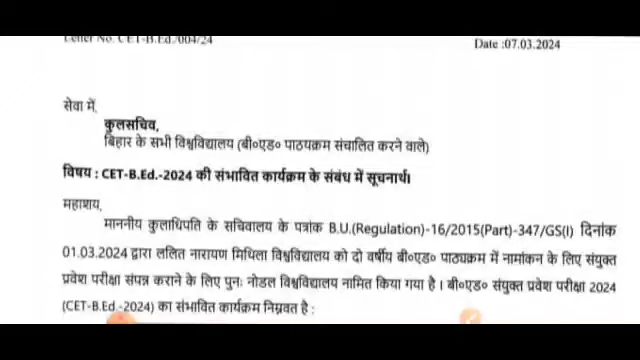 Letter No. CET-B.Ed./004/24
Date :07.03.2024
सेवा में,
कुलसचिव,
बिहार के सभी विश्वविद्यालय (बी०एड० पाठयक्रम संचालित करने वाले)
विषय : CET-B.Ed.-2024 की संभावित कार्यक्रम के संबंध में सूचनार्थ।
महाशय,
माननीय कुलाधिपति के सचिवालय के पत्रांक B.U.(Regulation)-16/2015(Part)-347/GS(I) दिनांक
01.03.2024 द्वारा ललित नारायण मिथिला विश्वविद्यालय को दो वर्षीय बी०एड० पाठ्यक्रम में नामांकन के लिए संयुक्त
प्रवेश परीक्षा संपन्न कराने के लिए पुनः नोडल विश्वविद्यालय नामित किया गया है । बी०एड० संयुक्त प्रवेश परीक्षा 2024
(CET-B.Ed.-2024) का संभावित कार्यक्रम निम्नवत है :